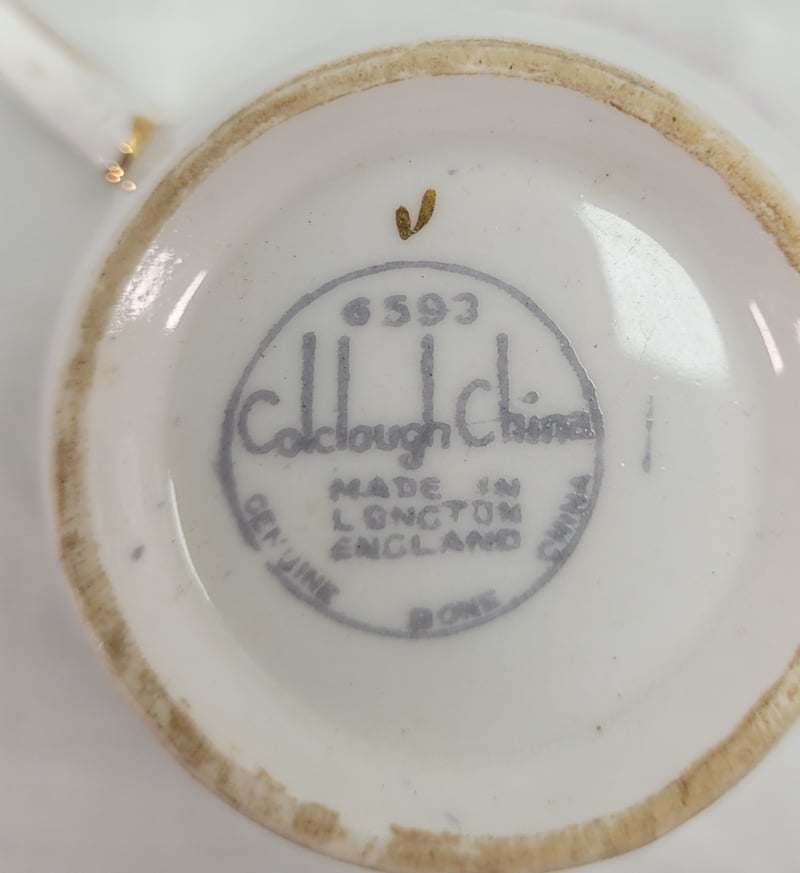 6593
Colclough China
MADE IN
LONGTON
ENGLAND
GENUINE BONE CHINA